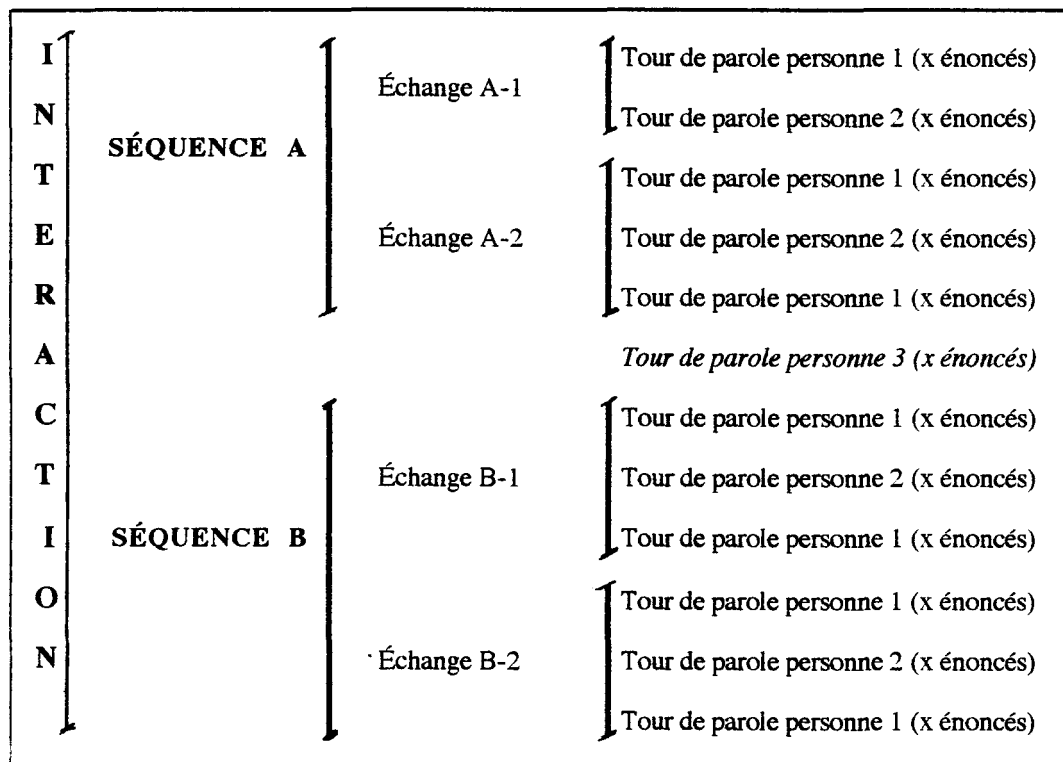 INTERACTION
SÉQUENCE A
Échange A-1
Tour de parole personne 1 (x énoncés)
Tour de parole personne 2 (x énoncés)
Échange A-2
Tour de parole personne 1 (x énoncés)
Tour de parole personne 2 (x énoncés)
Tour de parole personne 1 (x énoncés)
Tour de parole personne 3 (x énoncés)
SÉQUENCE B
Échange B-1
Tour de parole personne 1 (x énoncés)
Tour de parole personne 2 (x énoncés)
Tour de parole personne 1 (x énoncés)
Échange B-2
Tour de parole personne 1 (x énoncés)
Tour de parole personne 2 (x énoncés)
Tour de parole personne 1 (x énoncés)